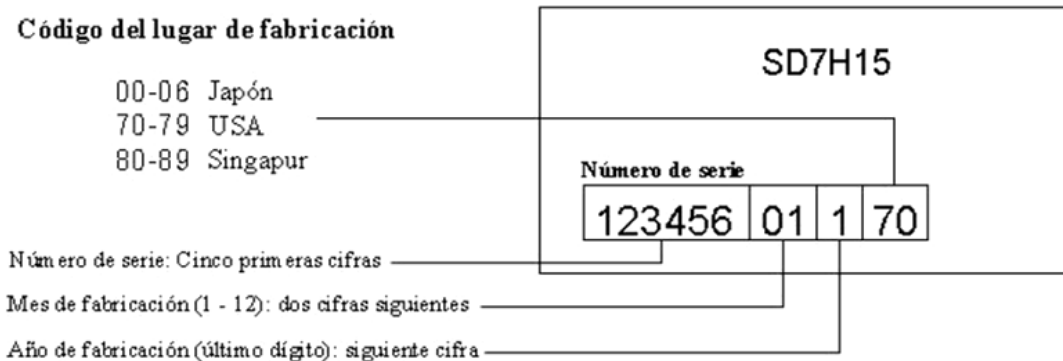 Código del lugar de fabricación
00-06 Japón
70-79 USA
80-89 Singapur
SD7H15
Número de serie
123456 01 1 70
Número de serie: Cinco primeras cifras
Mes de fabricación (1 - 12): dos cifras siguientes
Año de fabricación (último dígito): siguiente cifra